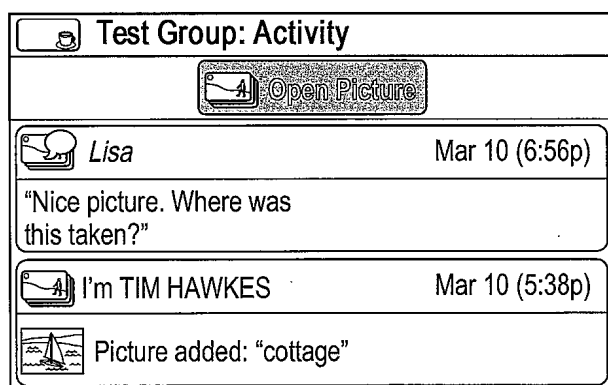 Test Group: Activity
Open Picture
Lisa Mar 10 (6:56p)
“Nice picture. Where was
this taken?”
I'm TIM HAWKES Mar 10 (5:38p)
Picture added: “cottage”